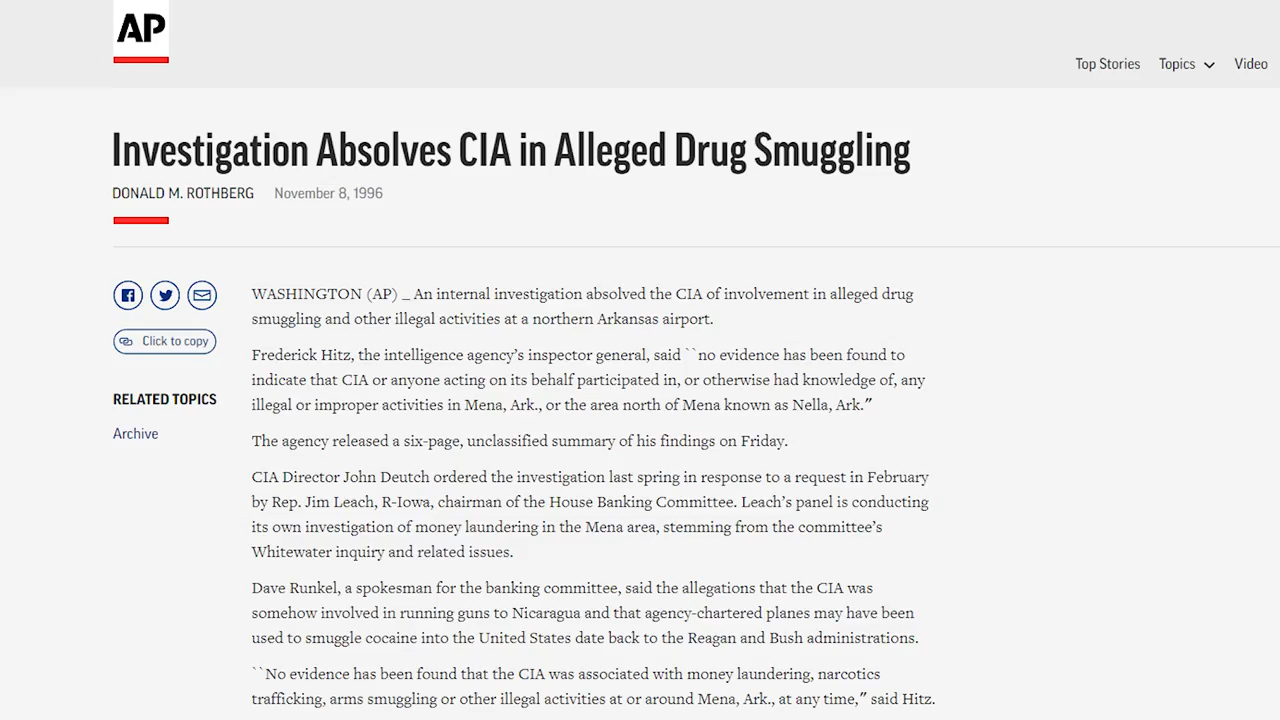 AP
Top Stories Topics Video
Investigation Absolves CIA in Alleged Drug Smuggling
DONALD M. ROTHBERG November 8, 1996
Click to copy
RELATED TOPICS
Archive
WASHINGTON (AP) _ An internal investigation absolved the CIA of involvement in alleged drug
smuggling and other illegal activities at a northern Arkansas airport.
Frederick Hitz, the intelligence agency’s inspector general, said ``no evidence has been found to
indicate that CIA or anyone acting on its behalf participated in, or otherwise had knowledge of, any
illegal or improper activities in Mena, Ark., or the area north of Mena known as Nella, Ark.″
The agency released a six-page, unclassified summary of his findings on Friday.
CIA Director John Deutch ordered the investigation last spring in response to a request in February
by Rep. Jim Leach, R-Iowa, chairman of the House Banking Committee. Leach’s panel is conducting
its own investigation of money laundering in the Mena area, stemming from the committee’s
Whitewater inquiry and related issues.
Dave Runkel, a spokesman for the banking committee, said the allegations that the CIA was
somehow involved in running guns to Nicaragua and that agency-chartered planes may have been
used to smuggle cocaine into the United States date back to the Reagan and Bush administrations.
``No evidence has been found that the CIA was associated with money laundering, narcotics
trafficking, arms smuggling or other illegal activities at or around Mena, Ark., at any time,″ said Hitz.